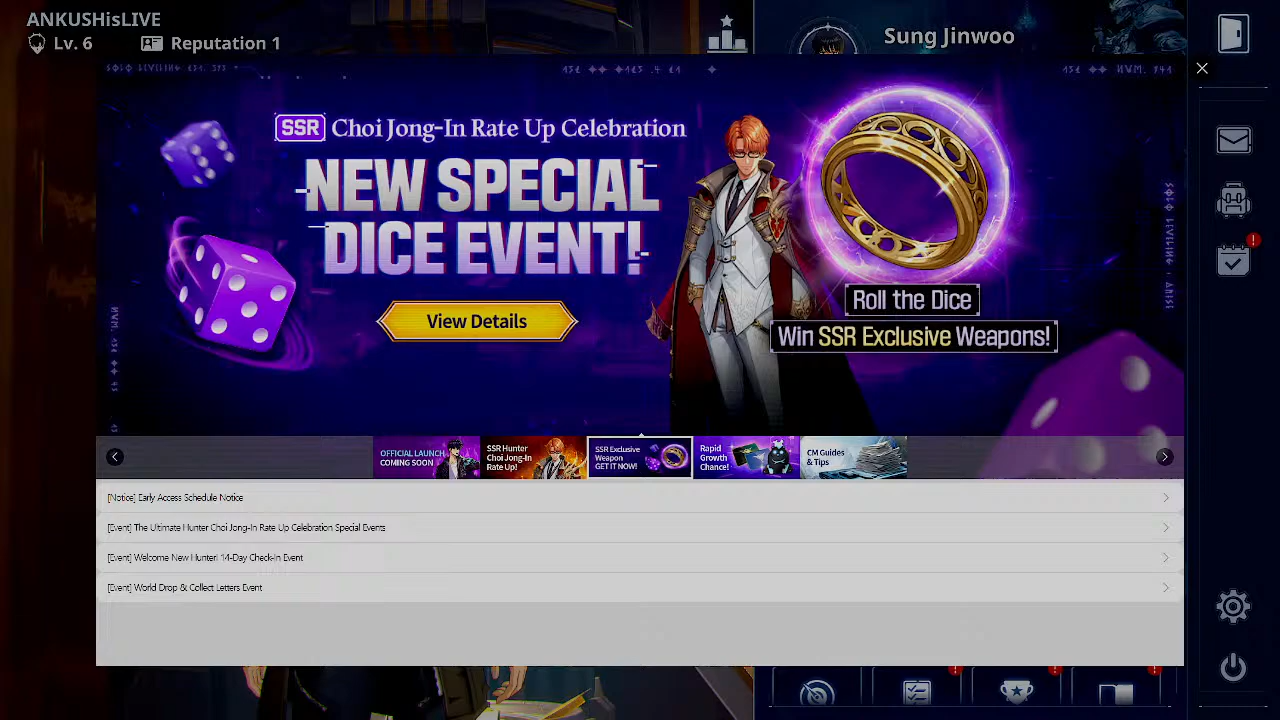 ANKUSHisLIVE
Lv. 6
Reputation 1
Sung Jinwoo
SSR Choi Jong-In Rate Up Celebration
NEW SPECIAL
DICE EVENT!
View Details
Roll the Dice
Win SSR Exclusive Weapons!
OFFICIAL LAUNCH
COMING SOON
SSR Hunter
Choi Jong-In
Rate Up!
SSR Exclusive
Weapon
GET IT NOW!
Rapid
Growth
Chance!
CM Guides
& Tips
[Notice] Early Access Schedule Notice
[Event] The Ultimate Hunter Choi Jong-In Rate Up Celebration Special Events
[Event] Welcome New Hunter! 14-Day Check-In Event
[Event] World Drop & Collect Letters Event